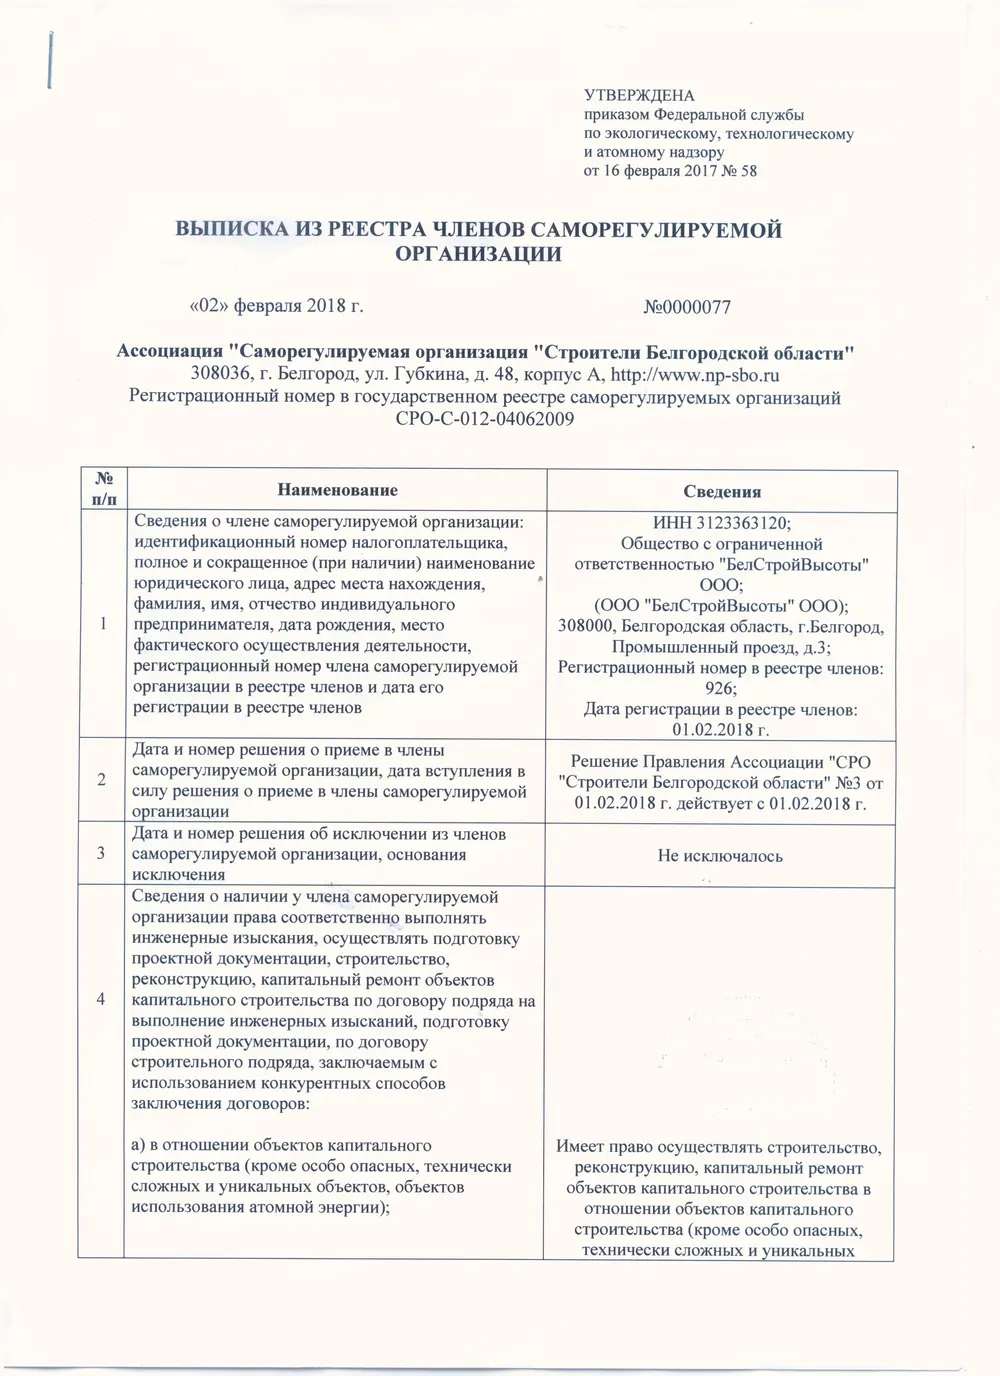 УТВЕРЖДЕНА
приказом Федеральной службы
по экологическому, технологическому
и атомному надзору
от 16 февраля 2017 № 58
ВЫПИСКА ИЗ РЕЕСТРА ЧЛЕНОВ САМОРЕГУЛИРУЕМОЙ
ОРГАНИЗАЦИИ
«02» февраля 2018 г.
№0000077
Ассоциация "Саморегулируемая организация "Строители Белгородской области"
308036, г. Белгород, ул. Губкина, д. 48, корпус А, http://www.np-sbo.ru
Регистрационный номер в государственном реестре саморегулируемых организаций
СРО-С-012-04062009
№
п/п
Наименование
Сведения
1
Сведения о члене саморегулируемой организации:
идентификационный номер налогоплательщика,
полное и сокращенное (при наличии) наименование
юридического лица, адрес места нахождения,
фамилия, имя, отчество индивидуального
предпринимателя, дата рождения, место
фактического осуществления деятельности,
регистрационный номер члена саморегулируемой
организации в реестре членов и дата его
регистрации в реестре членов
ИНН 3123363120;
Общество с ограниченной
ответственностью "БелСтройВысоты"
ООО;
(ООО "БелСтройВысоты" ООО);
308000, Белгородская область, г.Белгород,
Промышленный проезд, д.3;
Регистрационный номер в реестре членов:
926;
Дата регистрации в реестре членов:
01.02.2018 г.
2
Дата и номер решения о приеме в члены
саморегулируемой организации, дата вступления в
силу решения о приеме в члены саморегулируемой
организации
Решение Правления Ассоциации "СРО
"Строители Белгородской области" №3 от
01.02.2018 г. действует с 01.02.2018 г.
3
Дата и номер решения об исключении из членов
саморегулируемой организации, основания
исключения
Не исключалось
4
Сведения о наличии у члена саморегулируемой
организации права соответственно выполнять
инженерные изыскания, осуществлять подготовку
проектной документации, строительство,
реконструкцию, капитальный ремонт объектов
капитального строительства по договору подряда на
выполнение инженерных изысканий, подготовку
проектной документации, по договору
строительного подряда, заключаемым с
использованием конкурентных способов
заключения договоров:
а) в отношении объектов капитального
строительства (кроме особо опасных, технически
сложных и уникальных объектов, объектов
использования атомной энергии);
Имеет право осуществлять строительство,
реконструкцию, капитальный ремонт
объектов капитального строительства в
отношении объектов капитального
строительства (кроме особо опасных,
технически сложных и уникальных